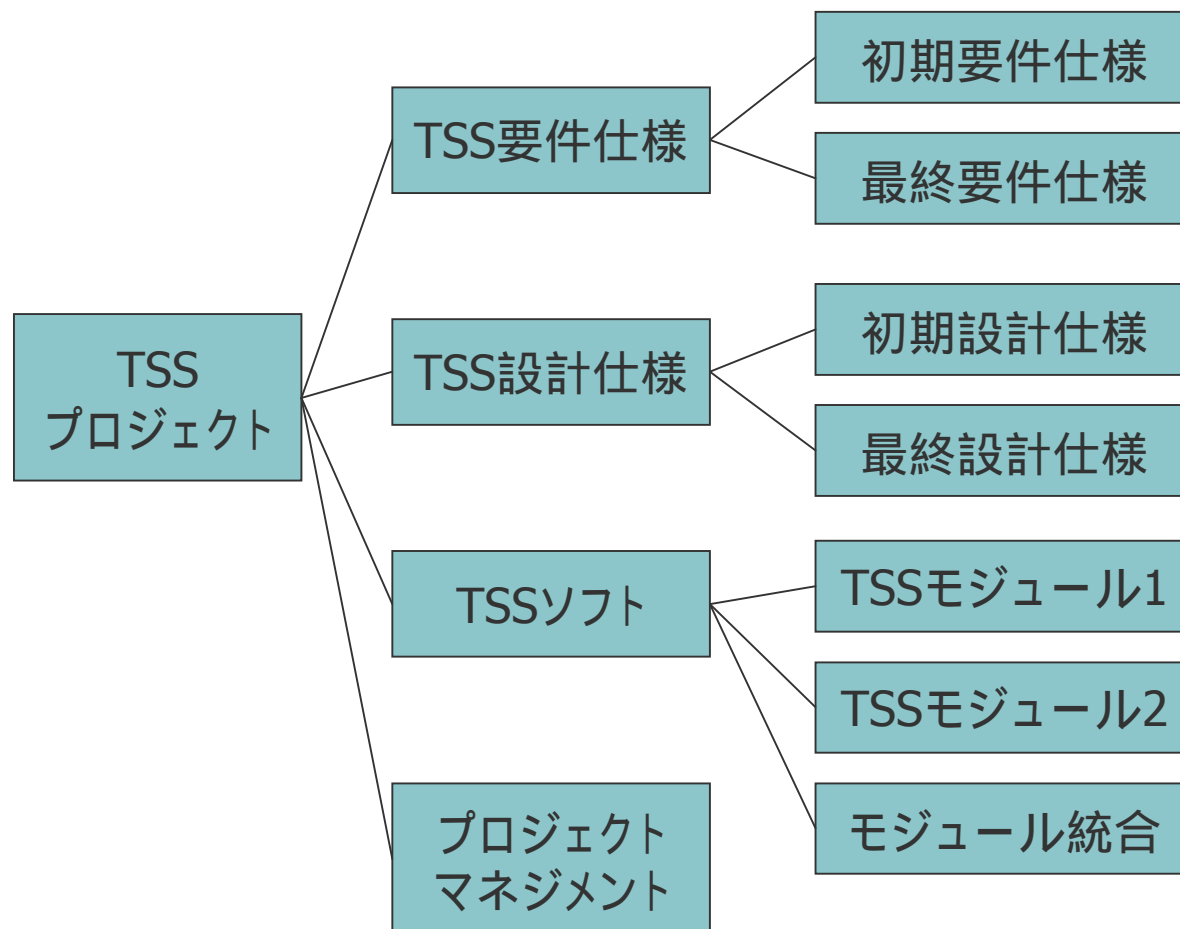 TSS
プロジェクト
TSS要件仕様
初期要件仕様
最終要件仕様
TSS設計仕様
初期設計仕様
最終設計仕様
TSSソフト
TSSモジュール1
TSSモジュール2
モジュール統合
プロジェクト
マネジメント